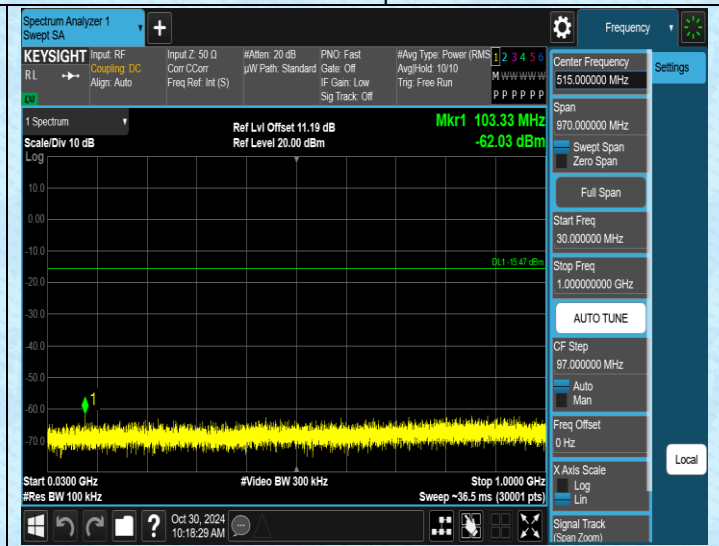 Spectrum Analyzer 1
Swept SA
+
Frequency
KEYSIGHT
RL
LXI
Input: RF
Coupling: DC
Align: Auto
Input Z: 50 Ω
Corr CCorr
Freq Ref: Int (S)
#Atten: 20 dB
µW Path: Standard
PNO: Fast
Gate: Off
IF Gain: Low
Sig Track: Off
#Avg Type: Power (RMS
Avg|Hold: 10/10
Trig: Free Run
1 2 3 4 5 6
M W W W W W
P P P P P P
1 Spectrum
Scale/Div 10 dB
Log
Ref Lvl Offset 11.19 dB
Ref Level 20.00 dBm
Mkr1 103.33 MHz
-62.03 dBm
10.0
0.00
-10.0
DL1 -15.47 dBm
-20.0
-30.0
-40.0
-50.0
1
-60.0
-70.0
Start 0.0300 GHz
#Res BW 100 kHz
#Video BW 300 kHz
Stop 1.0000 GHz
Sweep ~36.5 ms (30001 pts)
Center Frequency
515.000000 MHz
Settings
Span
970.000000 MHz
Swept Span
Zero Span
Full Span
Start Freq
30.000000 MHz
Stop Freq
1.000000000 GHz
AUTO TUNE
CF Step
97.000000 MHz
Auto
Man
Freq Offset
0 Hz
X Axis Scale
Log
Lin
Local
Signal Track
(Span Zoom)
?
Oct 30, 2024
10:18:29 AM